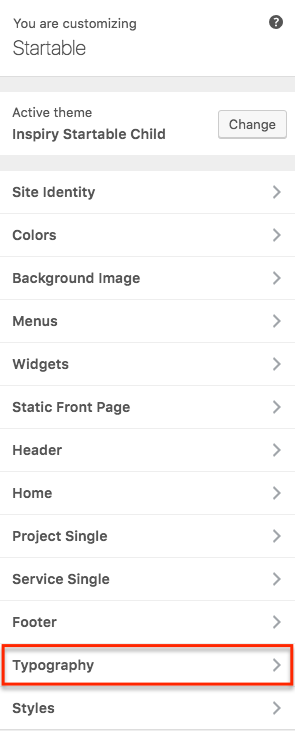 You are customizing
?
Startable
Active theme
Inspiry Startable Child
Change
Site Identity
Colors
Background Image
Menus
Widgets
Static Front Page
Header
Home
Project Single
Service Single
Footer
Typography
Styles